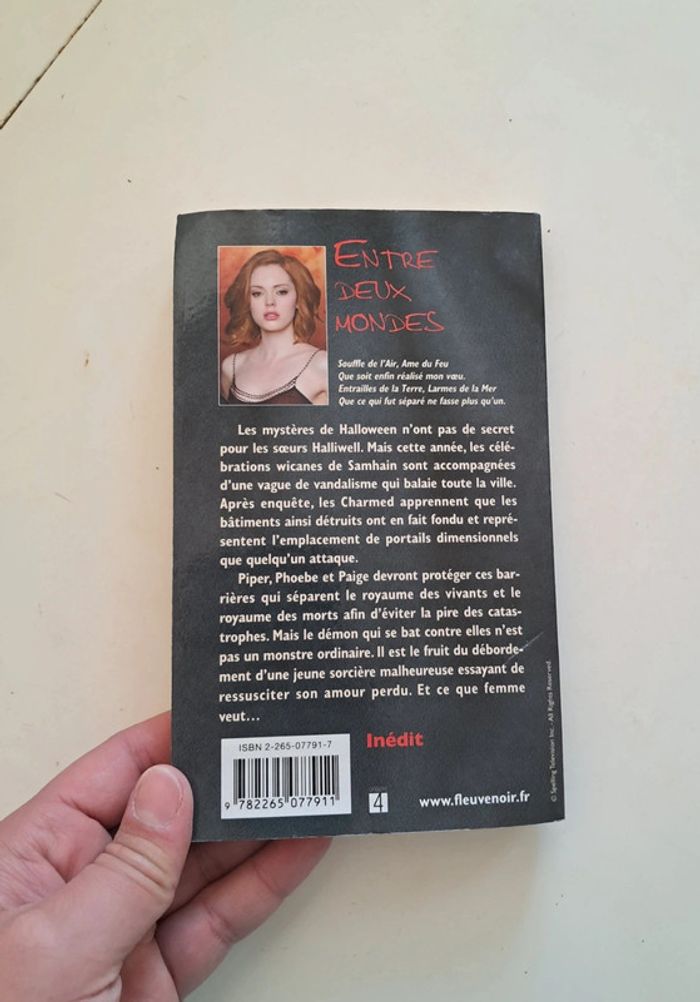 ENTRE
DEUX
MONDES
Souffle de l'Air, Ame du Feu
Que soit enfin réalisé mon vœu.
Entrailles de la Terre, Larmes de la Mer
Que ce qui fut séparé ne fasse plus qu'un.
Les mystères de Halloween n'ont pas de secret
pour les sœurs Halliwell. Mais cette année, les célé-
brations wicanes de Samhain sont accompagnées
d'une vague de vandalisme qui balaie toute la ville.
Après enquête, les Charmed apprennent que les
bâtiments ainsi détruits ont en fait fondu et repré-
sentent l'emplacement de portails dimensionnels
que quelqu'un attaque.
Piper, Phoebe et Paige devront protéger ces bar-
rières qui séparent le royaume des vivants et le
royaume des morts afin d'éviter la pire des catas-
trophes. Mais le démon qui se bat contre elles n'est
pas un monstre ordinaire. Il est le fruit du déborde-
ment d'une jeune sorcière malheureuse essayant de
ressusciter son amour perdu. Et ce que femme
veut...
Inédit
ISBN 2-265-07791-7
9 782265 077911
4
www.fleuvenoir.fr
© Spelling Television Inc. - All Rights Reserved